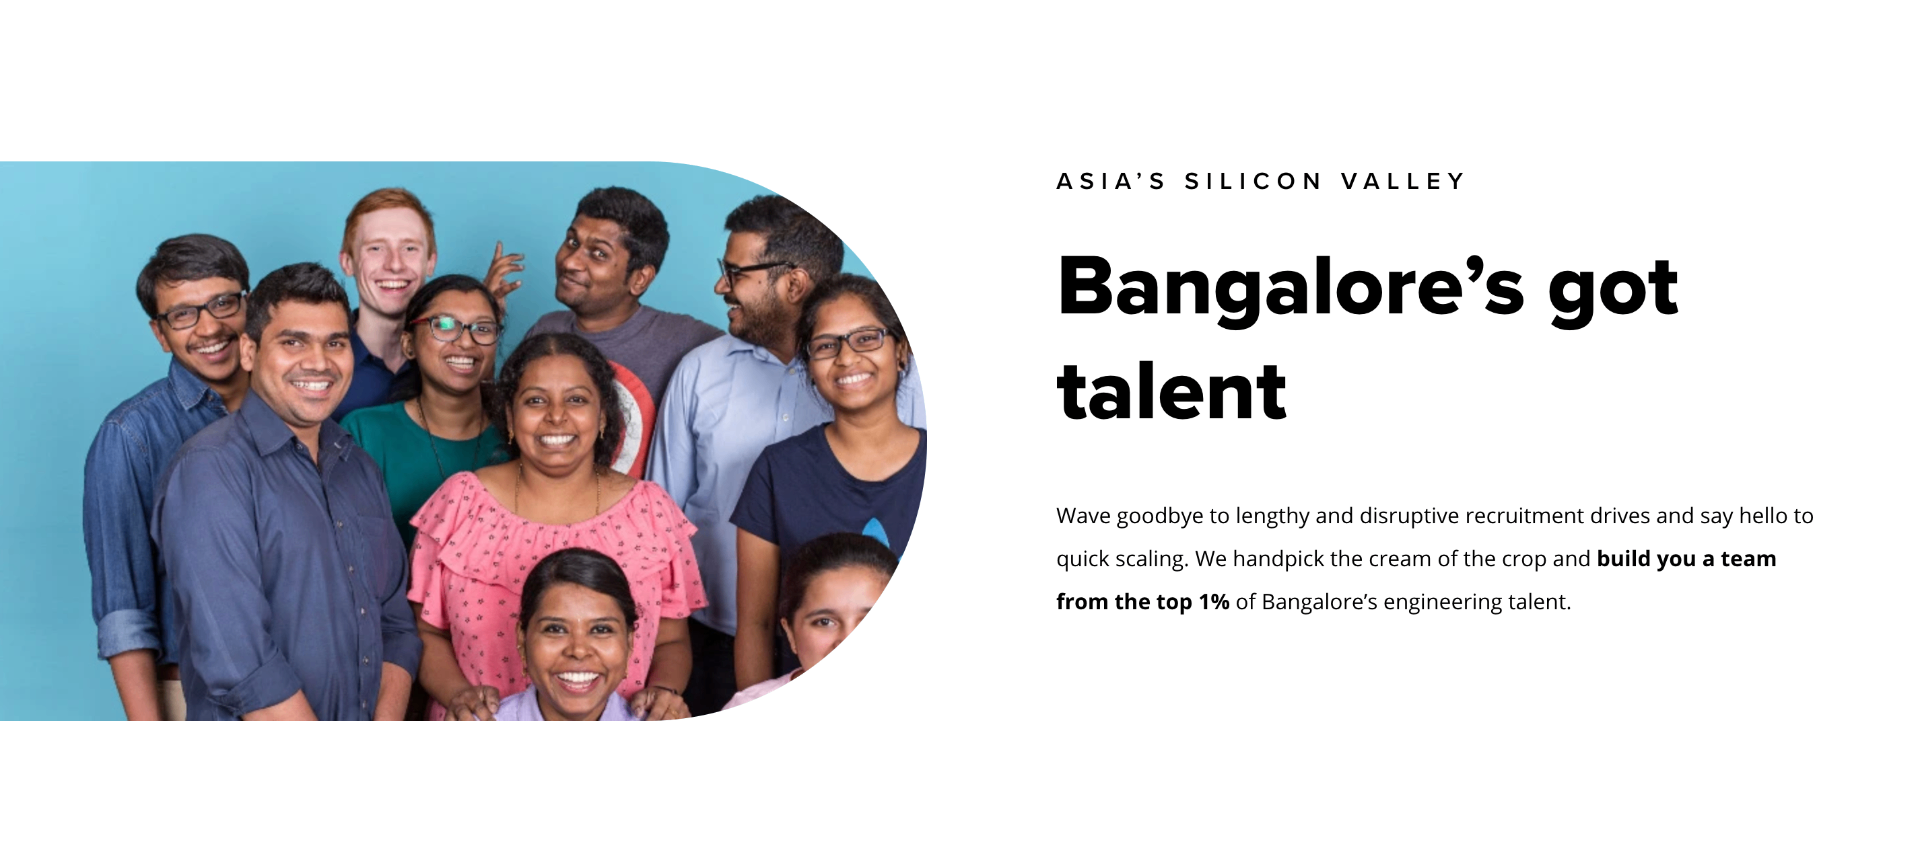 ASIA’S SILICON VALLEY
Bangalore’s got
talent
Wave goodbye to lengthy and disruptive recruitment drives and say hello to
quick scaling. We handpick the cream of the crop and build you a team
from the top 1% of Bangalore’s engineering talent.